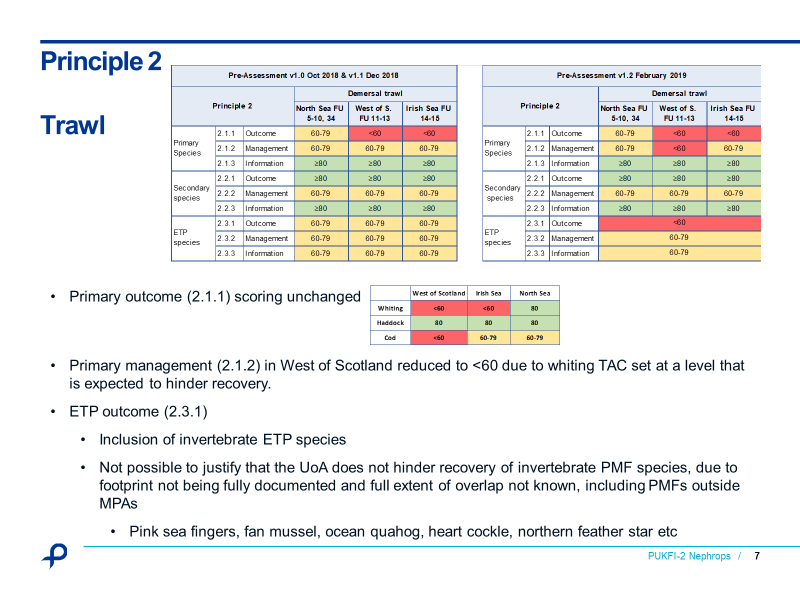 Principle 2
Trawl
Pre-Assessment v1.0 Oct 2018 & v1.1 Dec 2018
Principle 2 Demersal trawl
North Sea FU 5-10, 34 West of S. FU 11-13 Irish Sea FU 14-15
Primary Species 2.1.1 Outcome 60-79 <60 <60
2.1.2 Management 60-79 60-79 60-79
2.1.3 Information ≥80 ≥80 ≥80
Secondary species 2.2.1 Outcome ≥80 ≥80 ≥80
2.2.2 Management 60-79 60-79 60-79
2.2.3 Information ≥80 ≥80 ≥80
ETP species 2.3.1 Outcome 60-79 60-79 60-79
2.3.2 Management 60-79 60-79 60-79
2.3.3 Information 60-79 60-79 60-79
Pre-Assessment v1.2 February 2019
Principle 2 Demersal trawl
North Sea FU 5-10, 34 West of S. FU 11-13 Irish Sea FU 14-15
Primary Species 2.1.1 Outcome 60-79 <60 <60
2.1.2 Management 60-79 <60 60-79
2.1.3 Information ≥80 ≥80 ≥80
Secondary species 2.2.1 Outcome ≥80 ≥80 ≥80
2.2.2 Management 60-79 60-79 60-79
2.2.3 Information ≥80 ≥80 ≥80
ETP species 2.3.1 Outcome <60
2.3.2 Management 60-79
2.3.3 Information 60-79
• Primary outcome (2.1.1) scoring unchanged
West of Scotland Irish Sea North Sea
Whiting <60 <60 80
Haddock 80 80 80
Cod <60 60-79 60-79
• Primary management (2.1.2) in West of Scotland reduced to <60 due to whiting TAC set at a level that
is expected to hinder recovery.
• ETP outcome (2.3.1)
• Inclusion of invertebrate ETP species
• Not possible to justify that the UoA does not hinder recovery of invertebrate PMF species, due to
footprint not being fully documented and full extent of overlap not known, including PMFs outside
MPAs
• Pink sea fingers, fan mussel, ocean quahog, heart cockle, northern feather star etc
PUKFI-2 Nephrops / 7